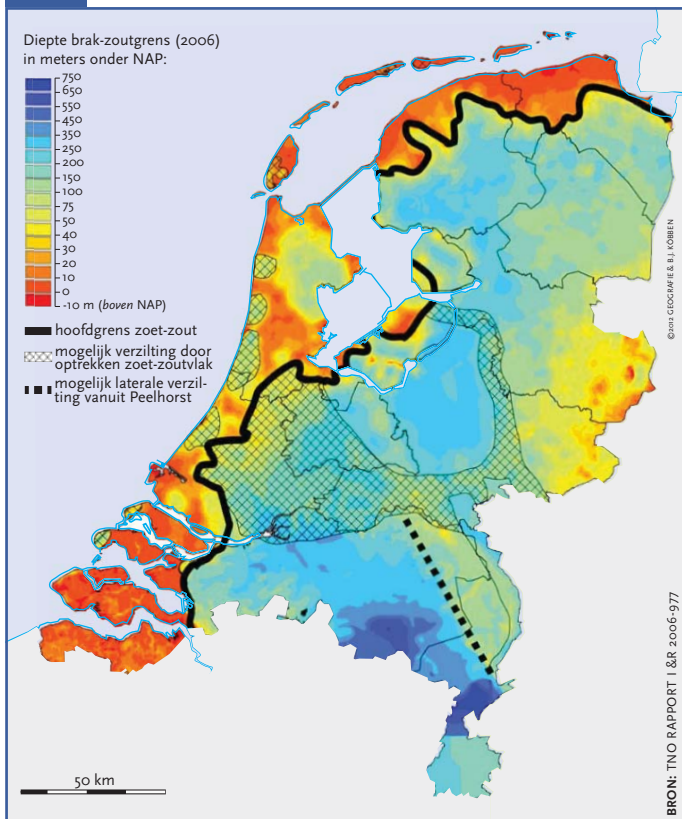 Diepte brak-zoutgrens (2006)
in meters onder NAP:
750
650
550
450
350
250
200
150
100
75
50
40
30
20
10
0
-10 m (boven NAP)
hoofdgrens zoet-zout
mogelijk verzilting door
optrekken zoet-zoutvlak
mogelijk laterale verzil-
ting vanuit Peelhorst
50 km
©2012 GEOGRAFIE & B.J. KÖBBEN
BRON: TNO RAPPORT I &R 2006-977